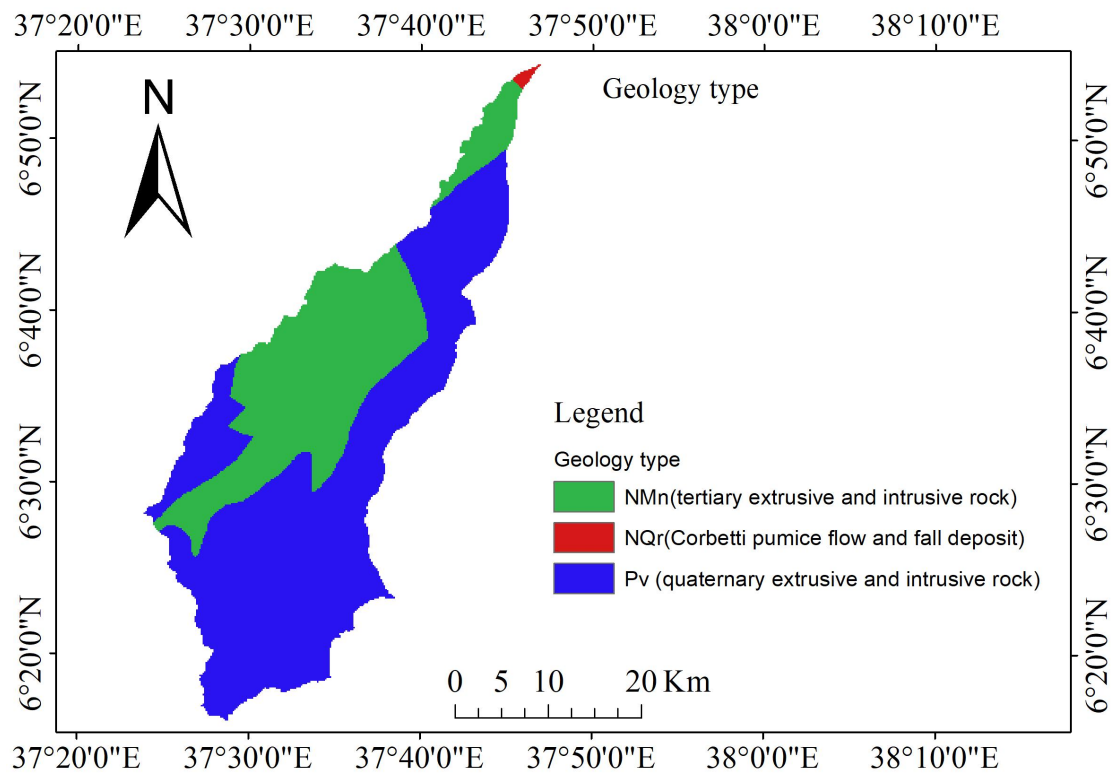 37°20'0"E 37°30'0"E 37°40'0"E 37°50'0"E 38°0'0"E 38°10'0"E
Geology type
N
6°50'0"N 6°50'0"N
6°40'0"N 6°40'0"N
Legend
Geology type
6°30'0"N 6°30'0"N
NMn(tertiary extrusive and intrusive rock)
NQr(Corbetti pumice flow and fall deposit)
Pv (quaternary extrusive and intrusive rock)
6°20'0"N 6°20'0"N
0 5 10 20 Km
37°20'0"E 37°30'0"E 37°40'0"E 37°50'0"E 38°0'0"E 38°10'0"E